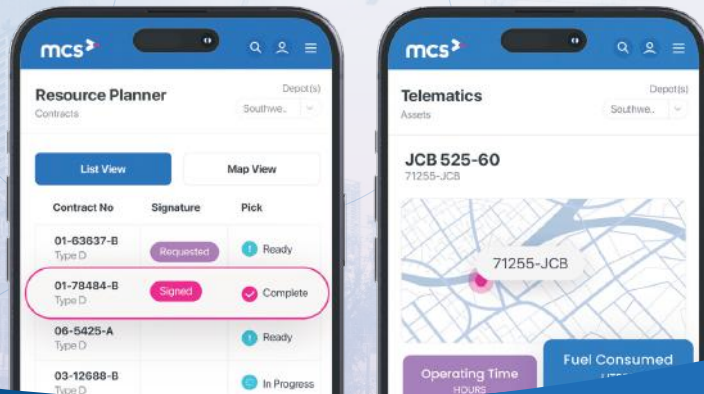 mcs
Resource Planner
Contracts
Depot(s)
Southwe..
List View
Map View
Contract No
Signature
Pick
01-63637-B
Type D
Requested
Ready
01-78484-B
Type D
Signed
Complete
06-5425-A
Type D
Ready
03-12688-B
Type D
In Progress
mcs
Telematics
Assets
Depot(s)
Southwe..
JCB 525-60
71255-JCB
71255-JCB
Operating Time
HOURS
Fuel Consumed